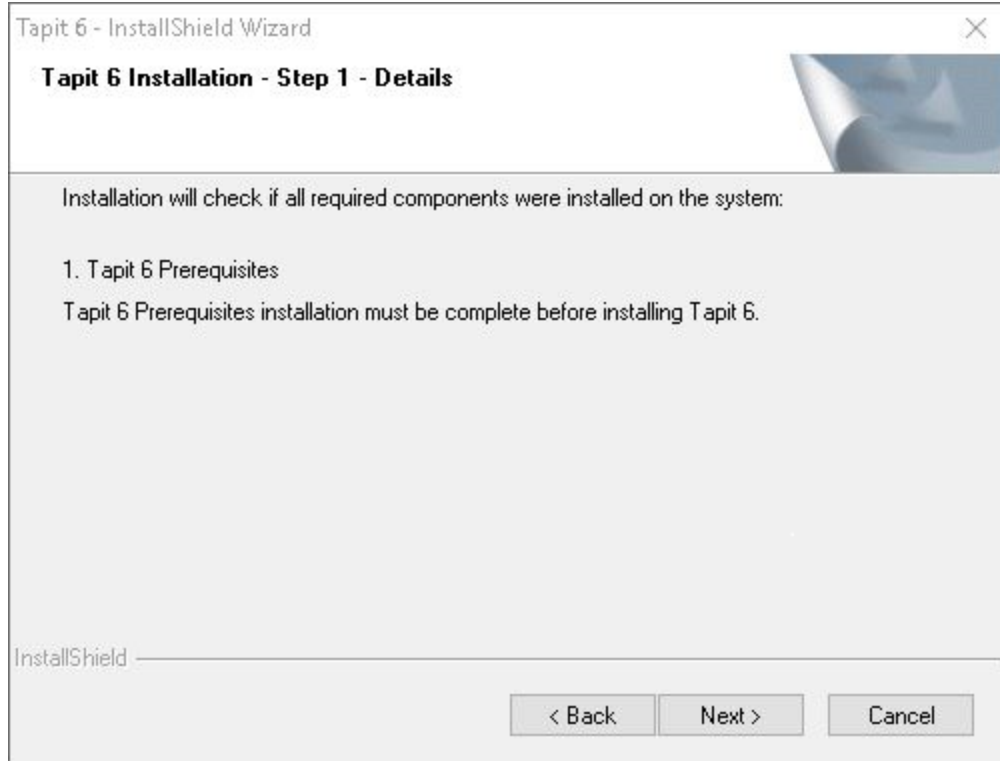 Tapit 6 - InstallShield Wizard
Tapit 6 Installation - Step 1 - Details
Installation will check if all required components were installed on the system:
1. Tapit 6 Prerequisites
Tapit 6 Prerequisites installation must be complete before installing Tapit 6.
InstallShield
< Back Next > Cancel